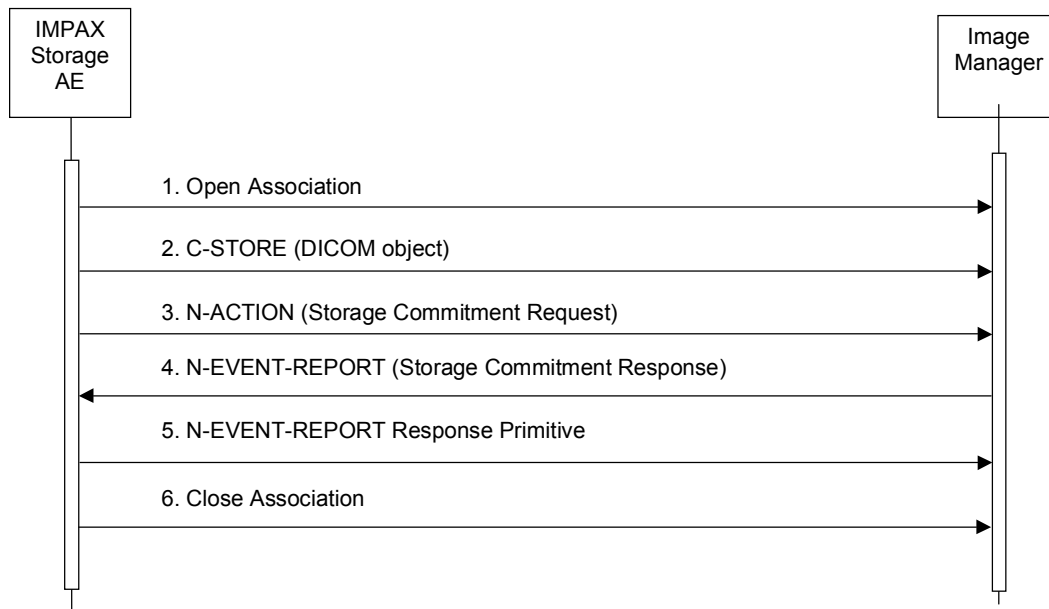 IMPAX
Storage
AE
Image
Manager
1. Open Association
2. C-STORE (DICOM object)
3. N-ACTION (Storage Commitment Request)
4. N-EVENT-REPORT (Storage Commitment Response)
5. N-EVENT-REPORT Response Primitive
6. Close Association